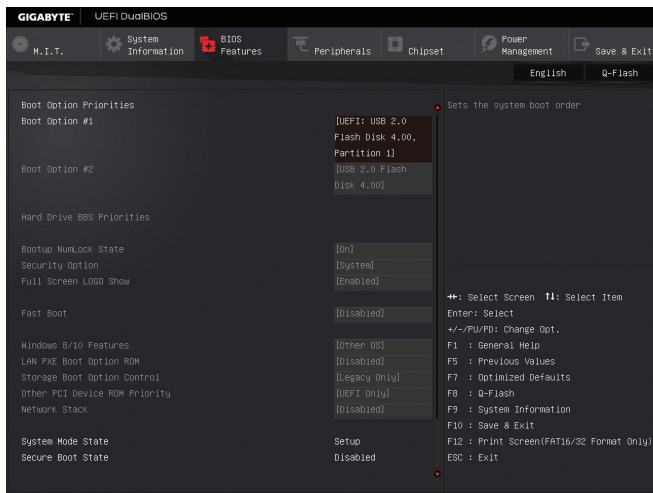 GIGABYTE™ UEFI DualBIOS
M.I.T.
System Information
BIOS Features
Peripherals
Chipset
Power Management
Save & Exit
English Q-Flash
Boot Option Priorities
Boot Option #1 [UEFI: USB 2.0
Flash Disk 4.00,
Partition 1]
Boot Option #2 [USB 2.0 Flash
Disk 4.00]
Hard Drive BBS Priorities
Bootup NumLock State [On]
Security Option [System]
Full Screen LOGO Show [Enabled]
Fast Boot [Disabled]
Windows 8/10 Features [Other OS]
LAN PXE Boot Option ROM [Disabled]
Storage Boot Option Control [Legacy Only]
Other PCI Device ROM Priority [UEFI Only]
Network Stack [Disabled]
System Mode State Setup
Secure Boot State Disabled
Sets the system boot order
→←: Select Screen ↑↓: Select Item
Enter: Select
+/-/PU/PD: Change Opt.
F1 : General Help
F5 : Previous Values
F7 : Optimized Defaults
F8 : Q-Flash
F9 : System Information
F10 : Save & Exit
F12 : Print Screen(FAT16/32 Format Only)
ESC : Exit